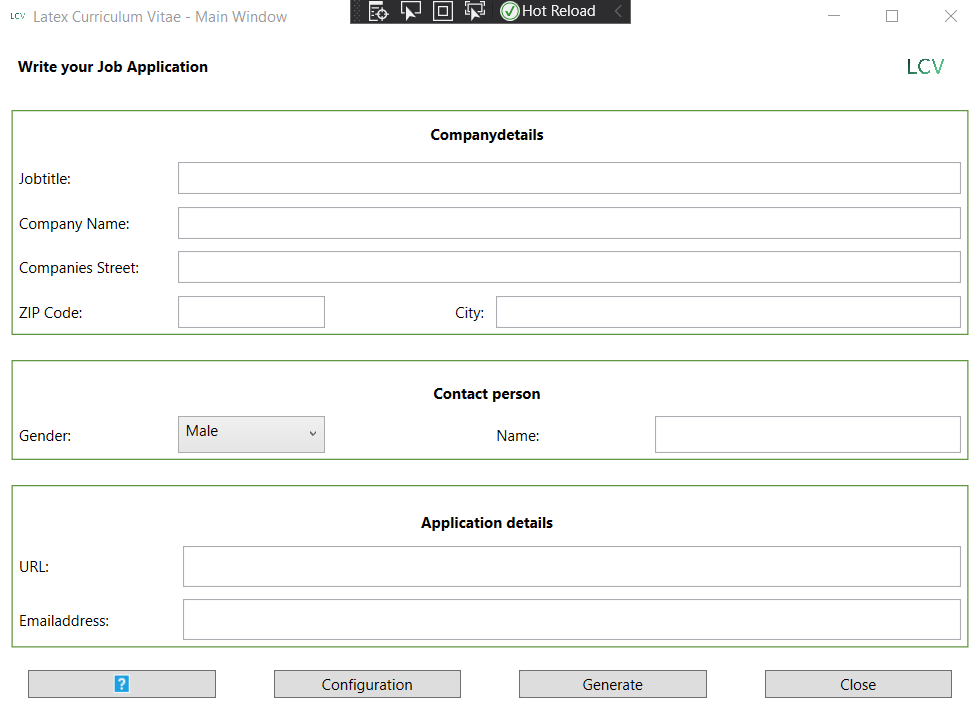 LCV Latex Curriculum Vitae - Main Window Hot Reload
Write your Job Application LCV
Companydetails
Jobtitle:
Company Name:
Companies Street:
ZIP Code: City:
Contact person
Gender: Male Name:
Application details
URL:
Emailaddress:
? Configuration Generate Close